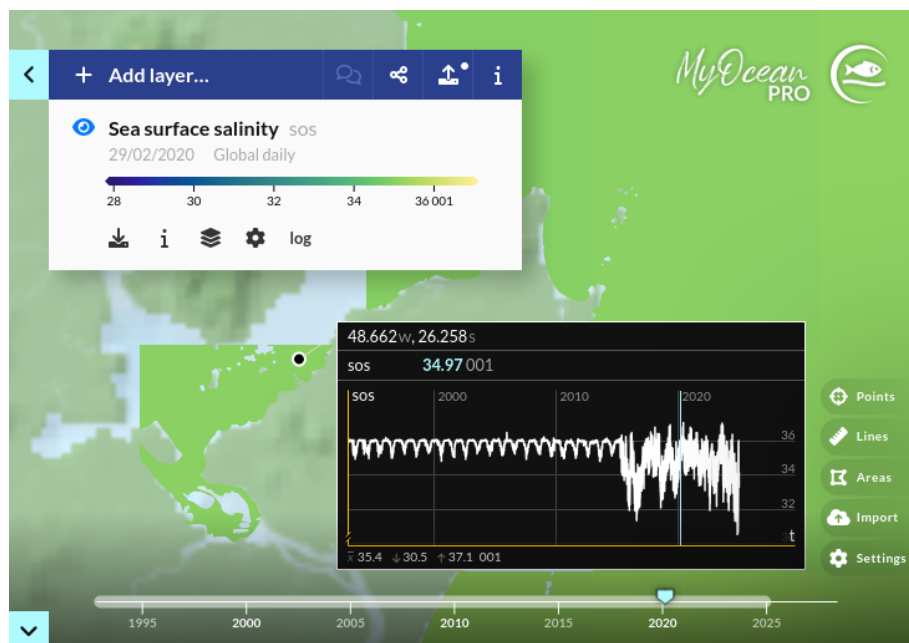 + Add layer...
i
MyOcean
PRO
Sea surface salinity sos
29/02/2020 Global daily
28 30 32 34 36 001
i log
48.662w, 26.258s
sos 34.97 001
sos 2000 2010 2020
36
34
32
t
x̅ 35.4 ↓30.5 ↑37.1 001
Points
Lines
Areas
Import
Settings
1995 2000 2005 2010 2015 2020 2025